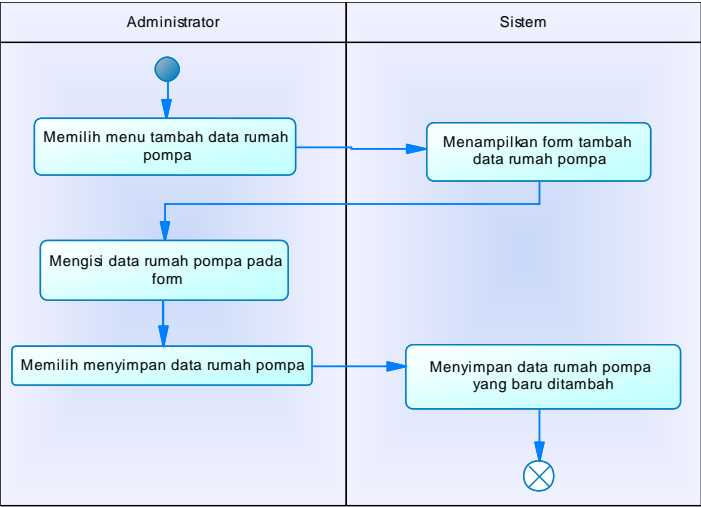 Administrator
Sistem
Memilih menu tambah data rumah
pompa
Menampilkan form tambah
data rumah pompa
Mengisi data rumah pompa pada
form
Memilih menyimpan data rumah pompa
Menyimpan data rumah pompa
yang baru ditambah